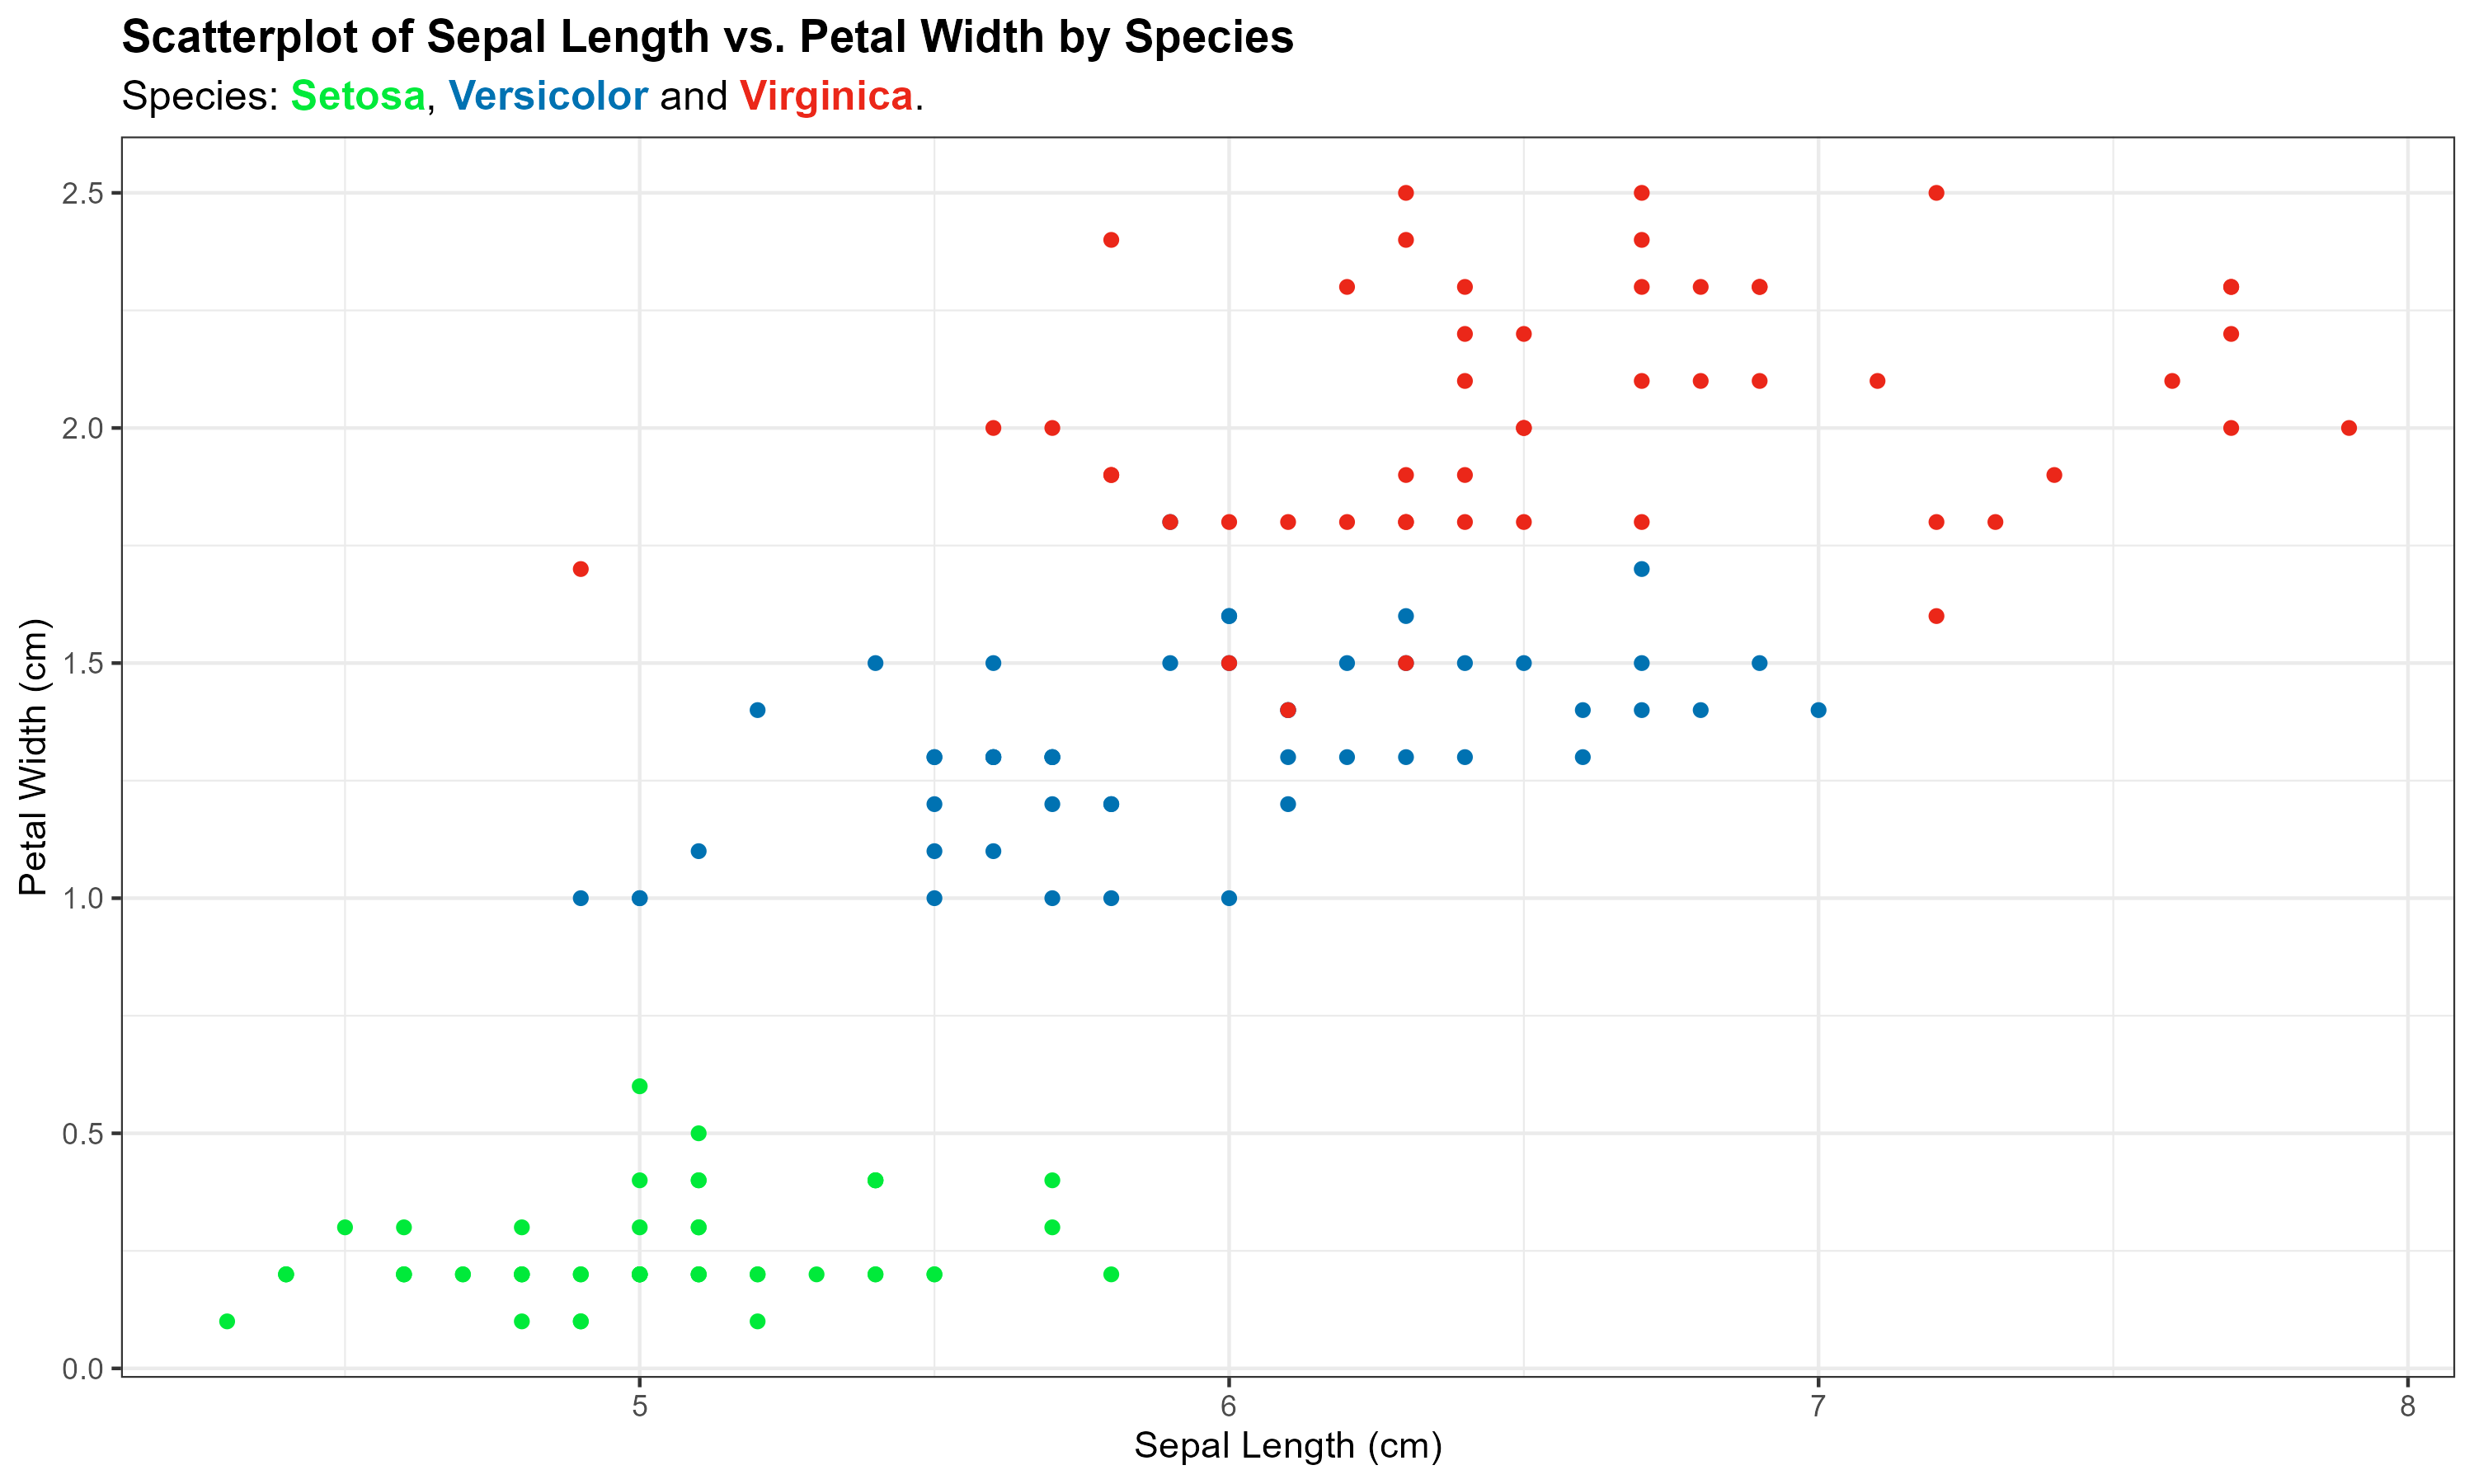 Scatterplot of Sepal Length vs. Petal Width by Species
Species: Setosa, Versicolor and Virginica.
Petal Width (cm)
2.5
2.0
1.5
1.0
0.5
0.0
5 6 7 8
Sepal Length (cm)